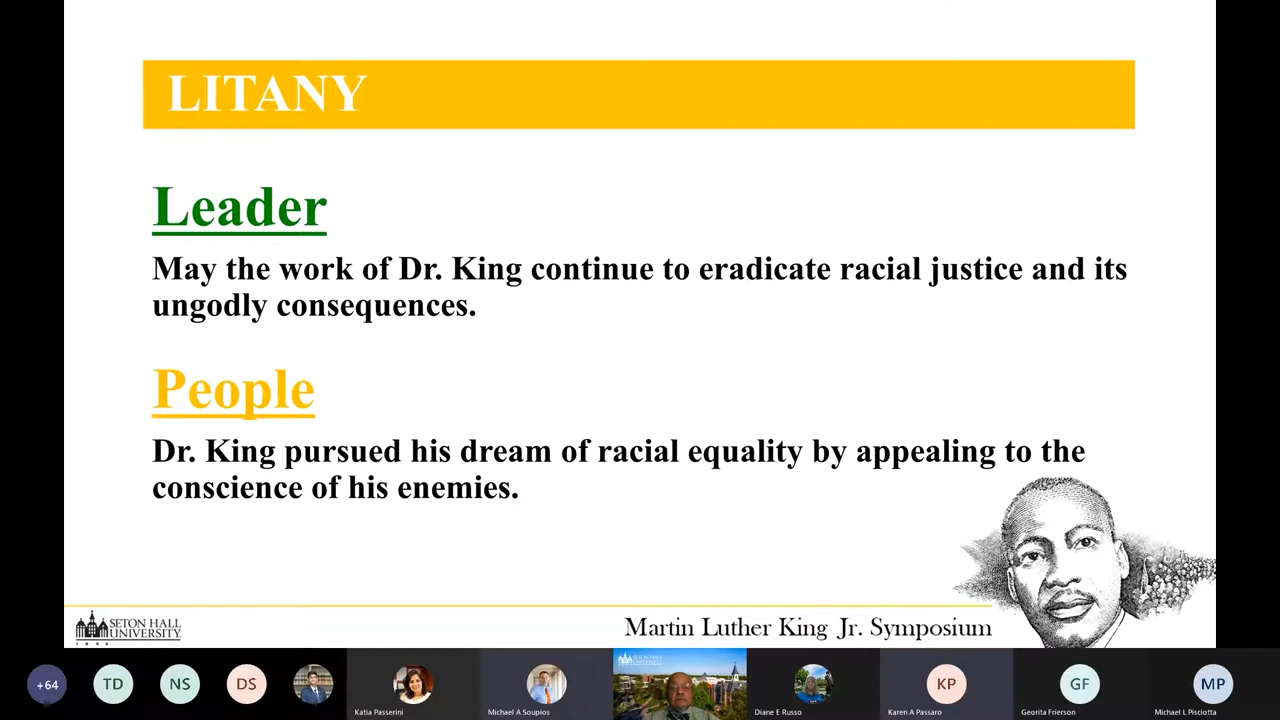 LITANY
Leader
May the work of Dr. King continue to eradicate racial justice and its
ungodly consequences.
People
Dr. King pursued his dream of racial equality by appealing to the
conscience of his enemies.
SETON HALL
UNIVERSITY
Martin Luther King Jr. Symposium
+64
TD
NS
DS
KP
GF
MP
Katia Passerini
Michael A Soupios
Diane E Russo
Karen A Passaro
Georita Frierson
Michael L Pisciotta